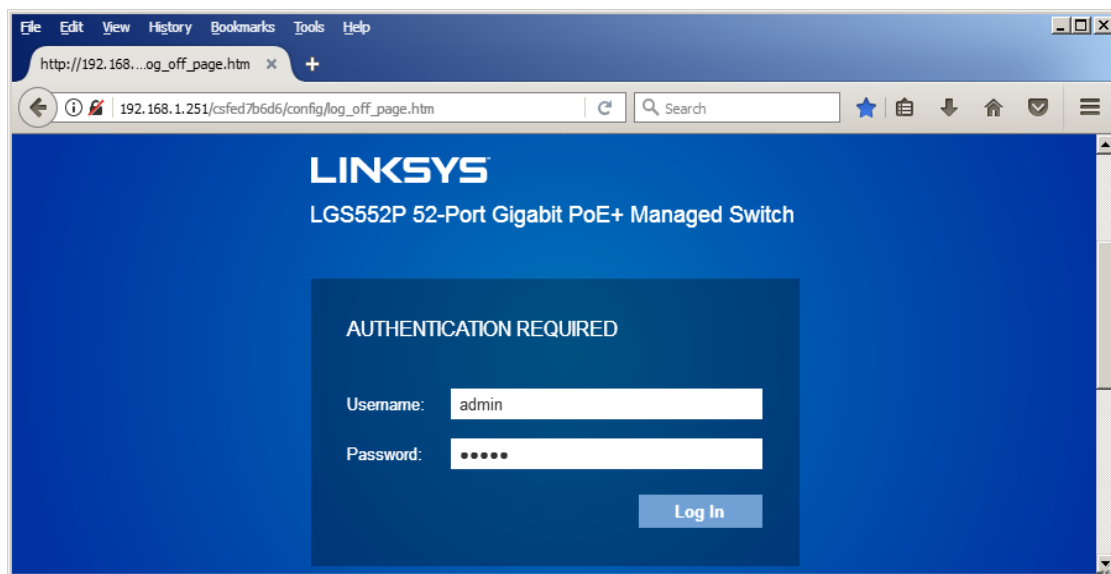 File Edit View History Bookmarks Tools Help
http://192.168....og_off_page.htm
192.168.1.251/csfed7b6d6/config/log_off_page.htm Search
LINKSYS
LGS552P 52-Port Gigabit PoE+ Managed Switch
AUTHENTICATION REQUIRED
Username: admin
Password: •••••
Log In